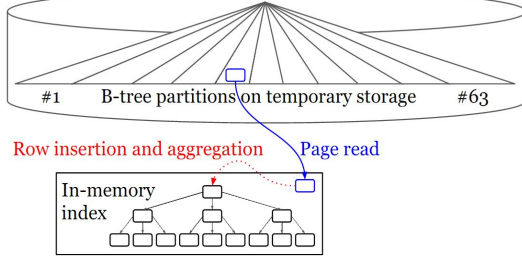 #1 B-tree partitions on temporary storage #63
Row insertion and aggregation Page read
In-memory
index